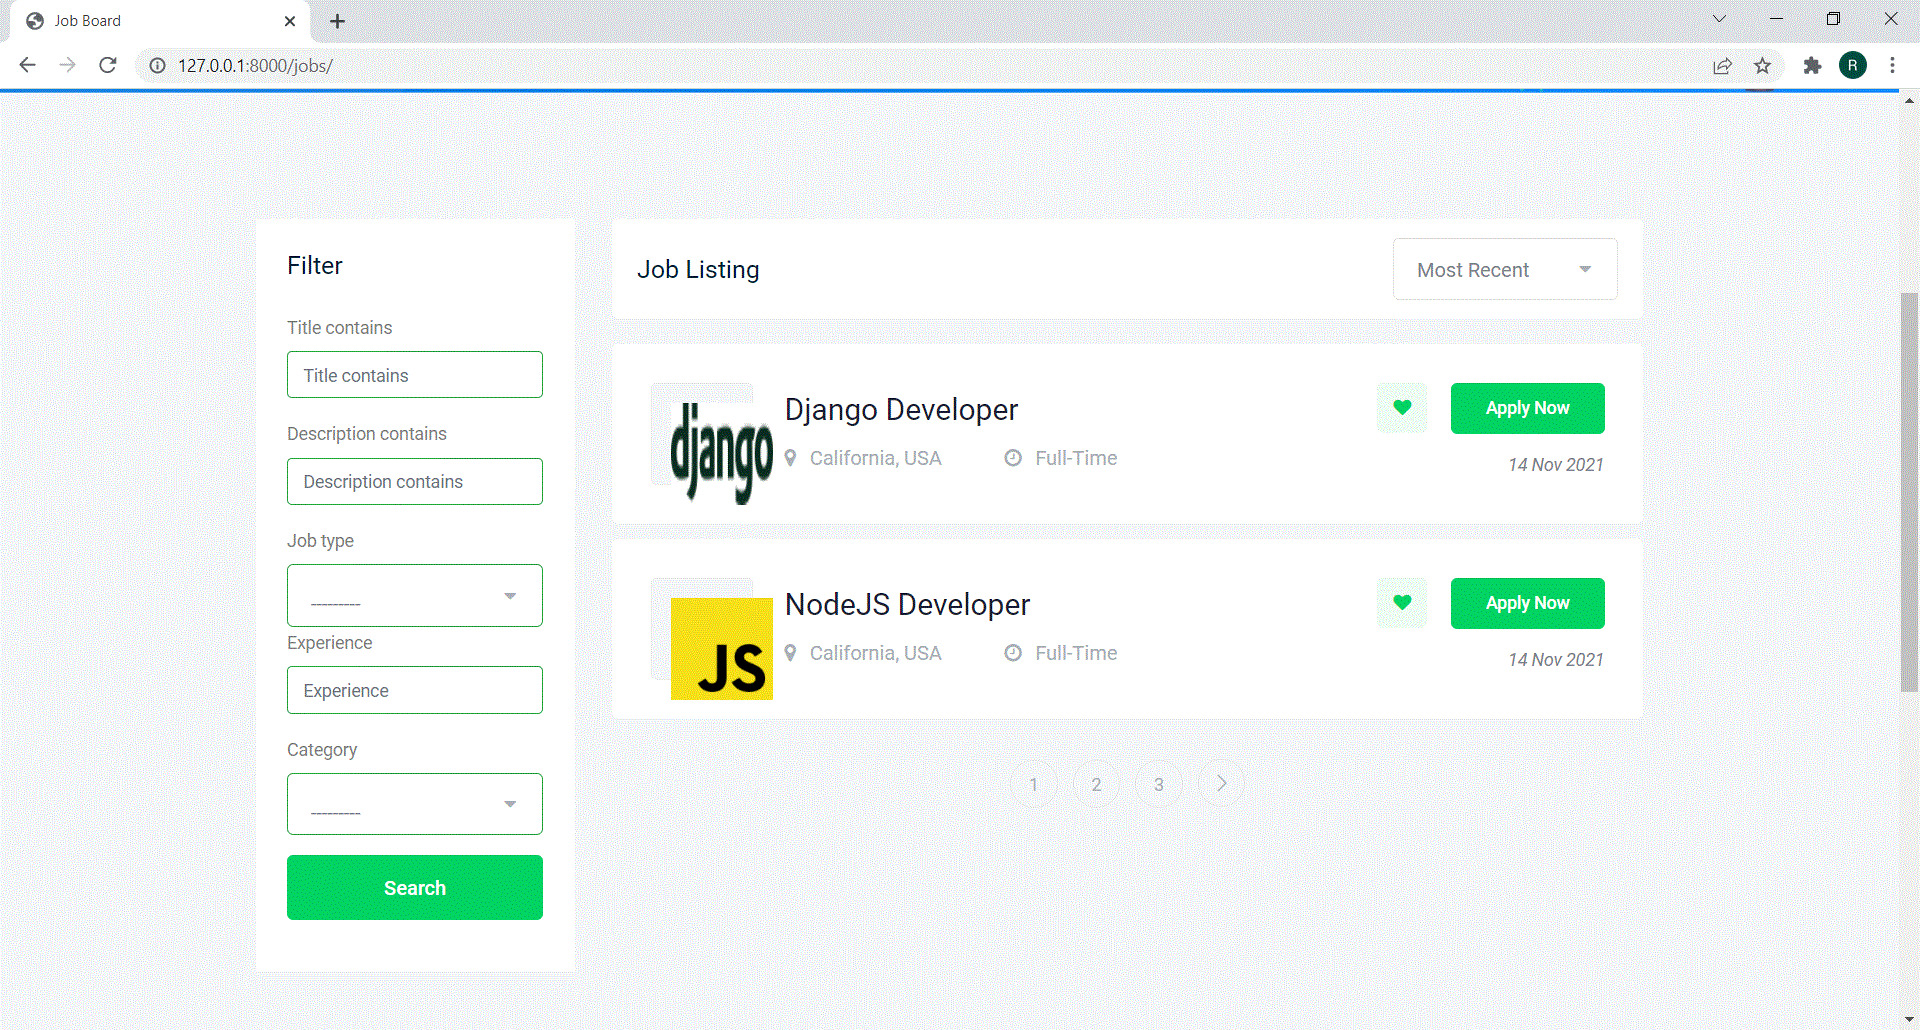 Job Board
127.0.0.1:8000/jobs/
R
Filter
Title contains
Title contains
Description contains
Description contains
Job type
---------
Experience
Experience
Category
---------
Search
Job Listing
Most Recent
django
Django Developer
California, USA
Full-Time
Apply Now
14 Nov 2021
JS
NodeJS Developer
California, USA
Full-Time
Apply Now
14 Nov 2021
1 2 3